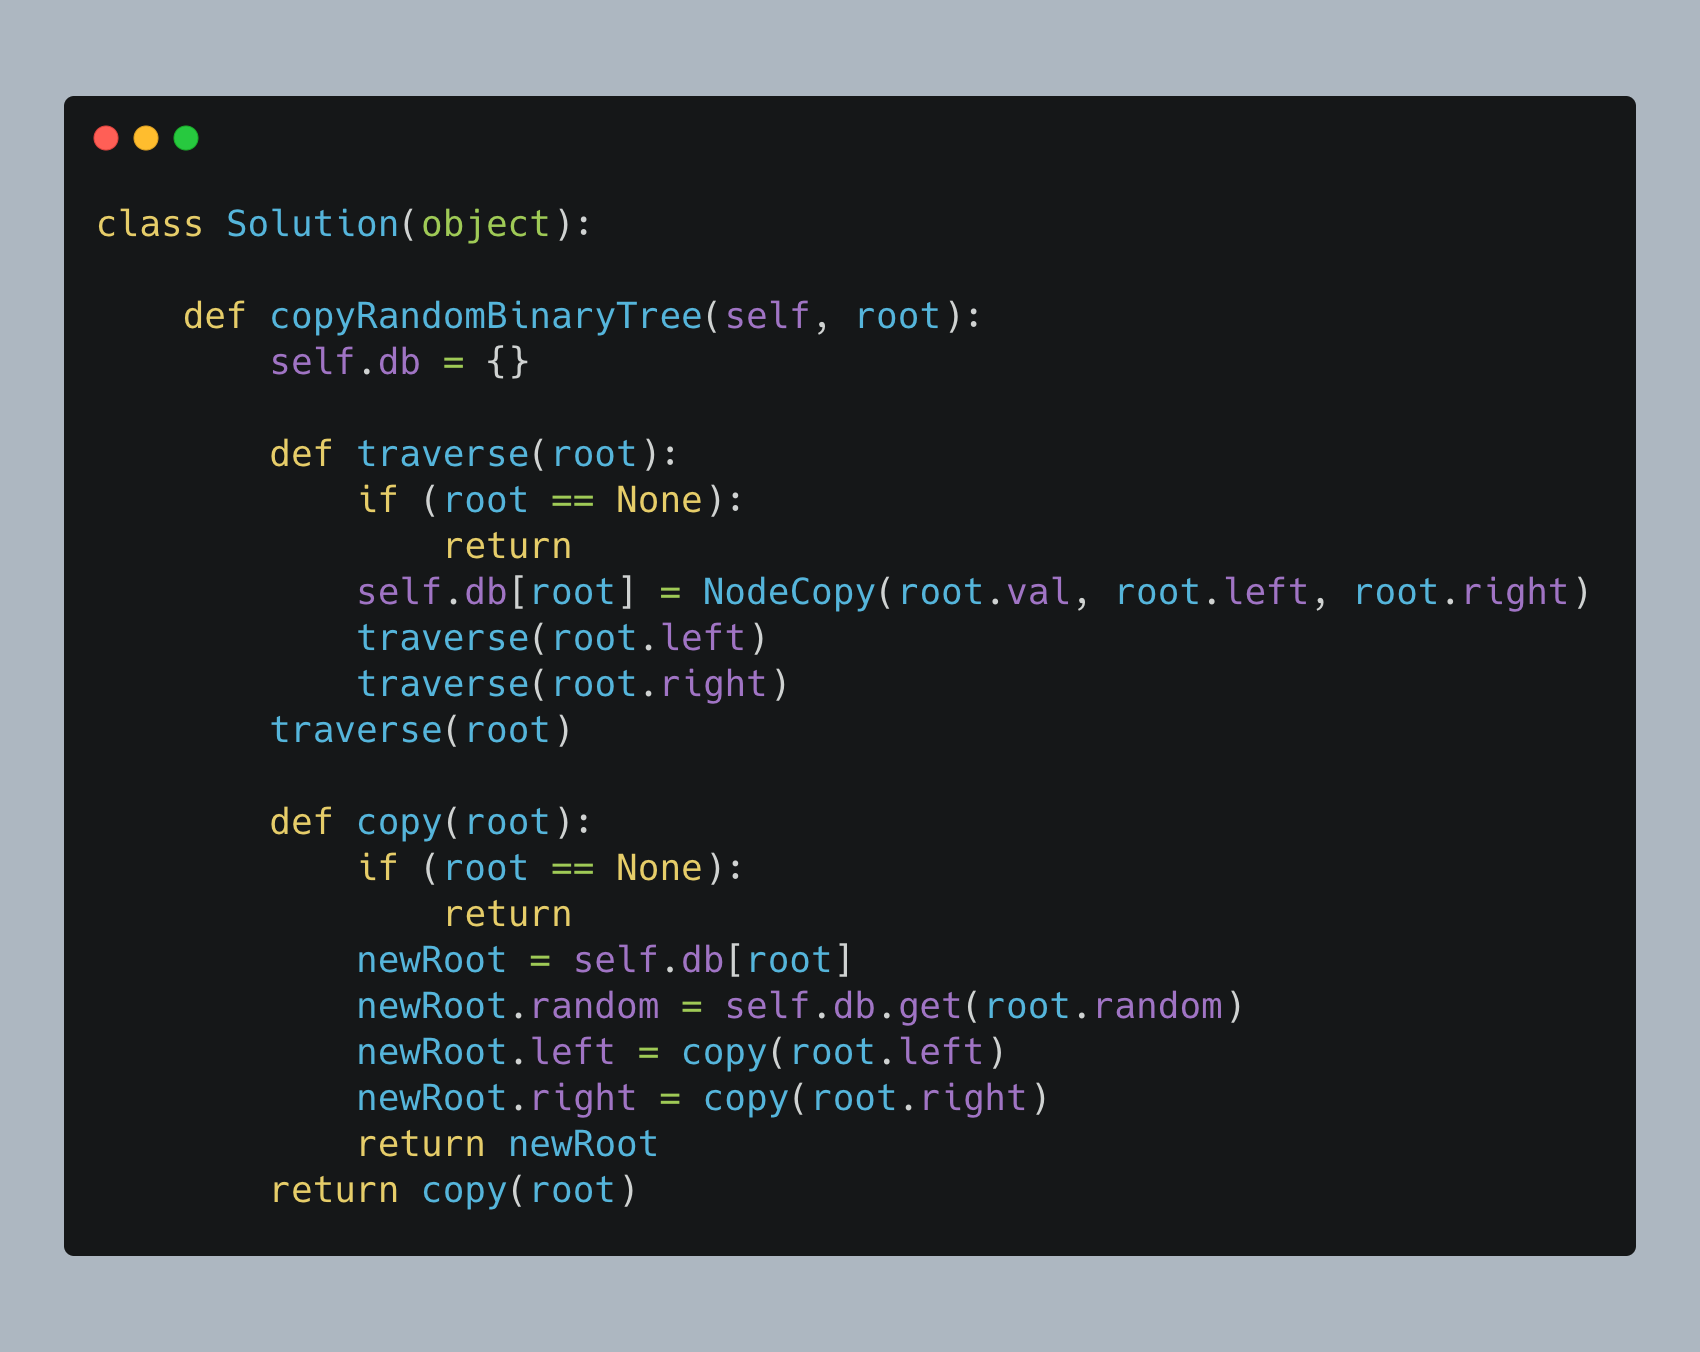 class Solution(object):

    def copyRandomBinaryTree(self, root):
        self.db = {}

        def traverse(root):
            if (root == None):
                return
            self.db[root] = NodeCopy(root.val, root.left, root.right)
            traverse(root.left)
            traverse(root.right)
        traverse(root)

        def copy(root):
            if (root == None):
                return
            newRoot = self.db[root]
            newRoot.random = self.db.get(root.random)
            newRoot.left = copy(root.left)
            newRoot.right = copy(root.right)
            return newRoot
        return copy(root)